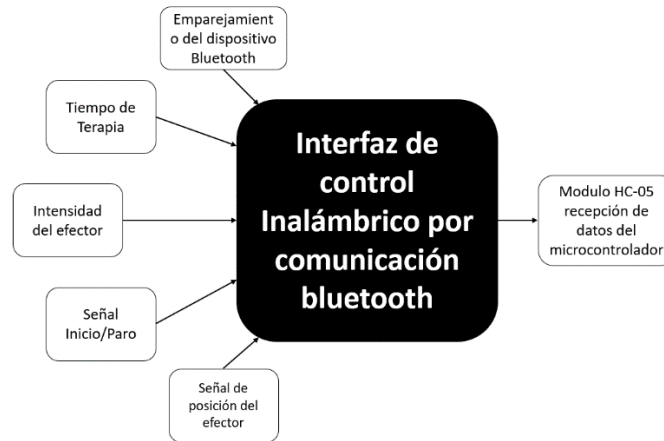 Emparejamient
o del dispositivo
Bluetooth
Tiempo de
Terapia
Intensidad
del efector
Señal
Inicio/Paro
Señal de
posición del
efector
Interfaz de
control
Inalámbrico por
comunicación
bluetooth
Modulo HC-05
recepción de
datos del
microcontrolador